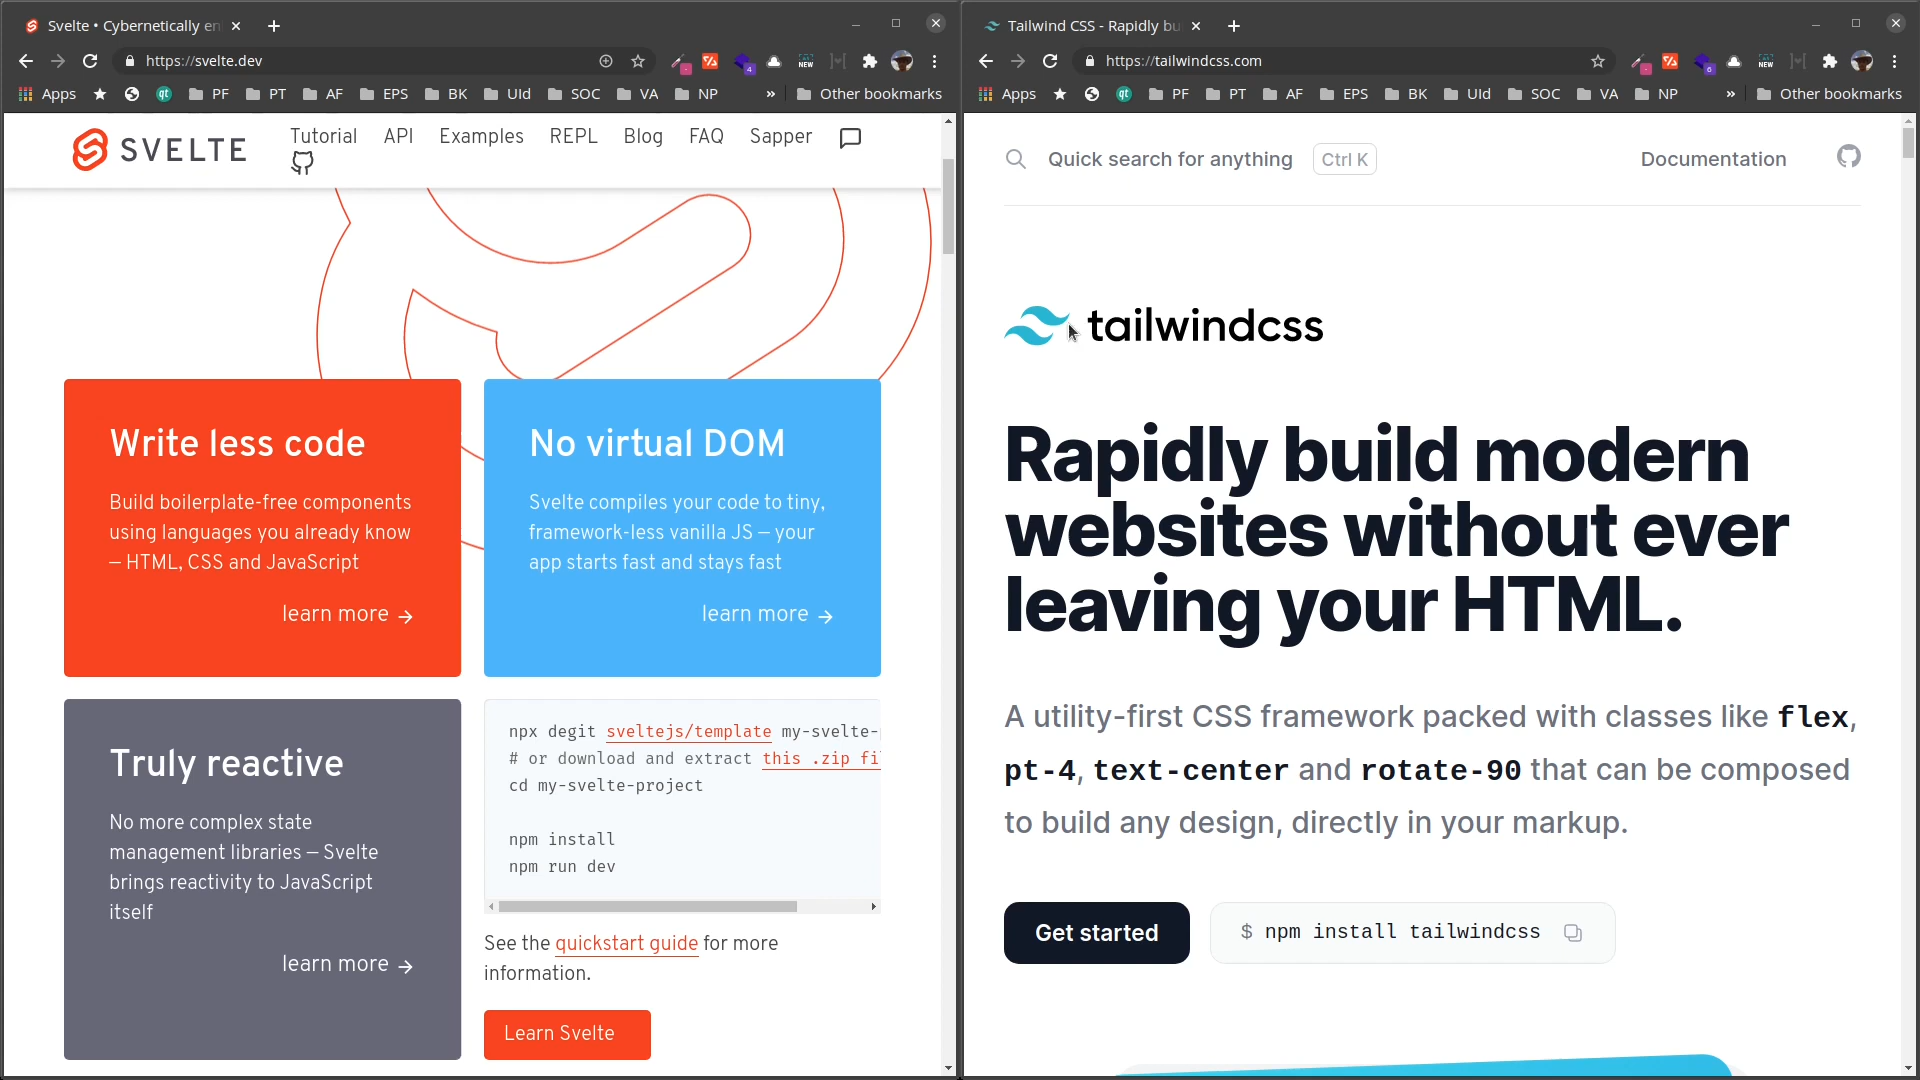 Svelte • Cybernetically en
https://svelte.dev
4
NEW
Apps
PF
PT
AF
EPS
BK
UId
SOC
VA
NP
»
Other bookmarks
SVELTE
Tutorial
API
Examples
REPL
Blog
FAQ
Sapper
Write less code
Build boilerplate-free components
using languages you already know
– HTML, CSS and JavaScript
learn more →
No virtual DOM
Svelte compiles your code to tiny,
framework-less vanilla JS – your
app starts fast and stays fast
learn more →
Truly reactive
No more complex state
management libraries – Svelte
brings reactivity to JavaScript
itself
learn more →
npx degit sveltejs/template my-svelte-
# or download and extract this .zip fi
cd my-svelte-project
npm install
npm run dev
See the quickstart guide for more
information.
Learn Svelte
Tailwind CSS - Rapidly bu
https://tailwindcss.com
6
NEW
Apps
PF
PT
AF
EPS
BK
UId
SOC
VA
NP
»
Other bookmarks
Quick search for anything
Ctrl K
Documentation
tailwindcss
Rapidly build modern
websites without ever
leaving your HTML.
A utility-first CSS framework packed with classes like flex,
pt-4, text-center and rotate-90 that can be composed
to build any design, directly in your markup.
Get started
$ npm install tailwindcss